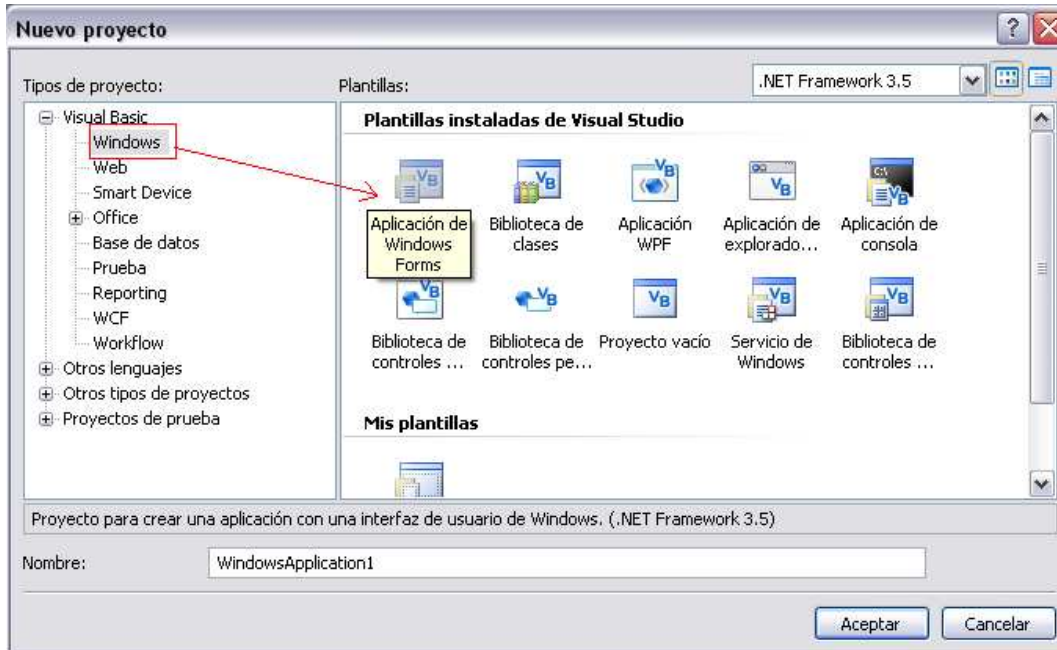 Nuevo proyecto
Tipos de proyecto:
Plantillas:
.NET Framework 3.5
Visual Basic
Windows
Web
Smart Device
Office
Base de datos
Prueba
Reporting
WCF
Workflow
Otros lenguajes
Otros tipos de proyectos
Proyectos de prueba
Plantillas instaladas de Visual Studio
Aplicación de
Windows
Forms
Biblioteca de
clases
Aplicación
WPF
Aplicación de
explorado...
Aplicación de
consola
Biblioteca de
controles ...
Biblioteca de
controles pe...
Proyecto vacío
Servicio de
Windows
Biblioteca de
controles ...
Mis plantillas
Proyecto para crear una aplicación con una interfaz de usuario de Windows. (.NET Framework 3.5)
Nombre:
WindowsApplication1
Aceptar
Cancelar